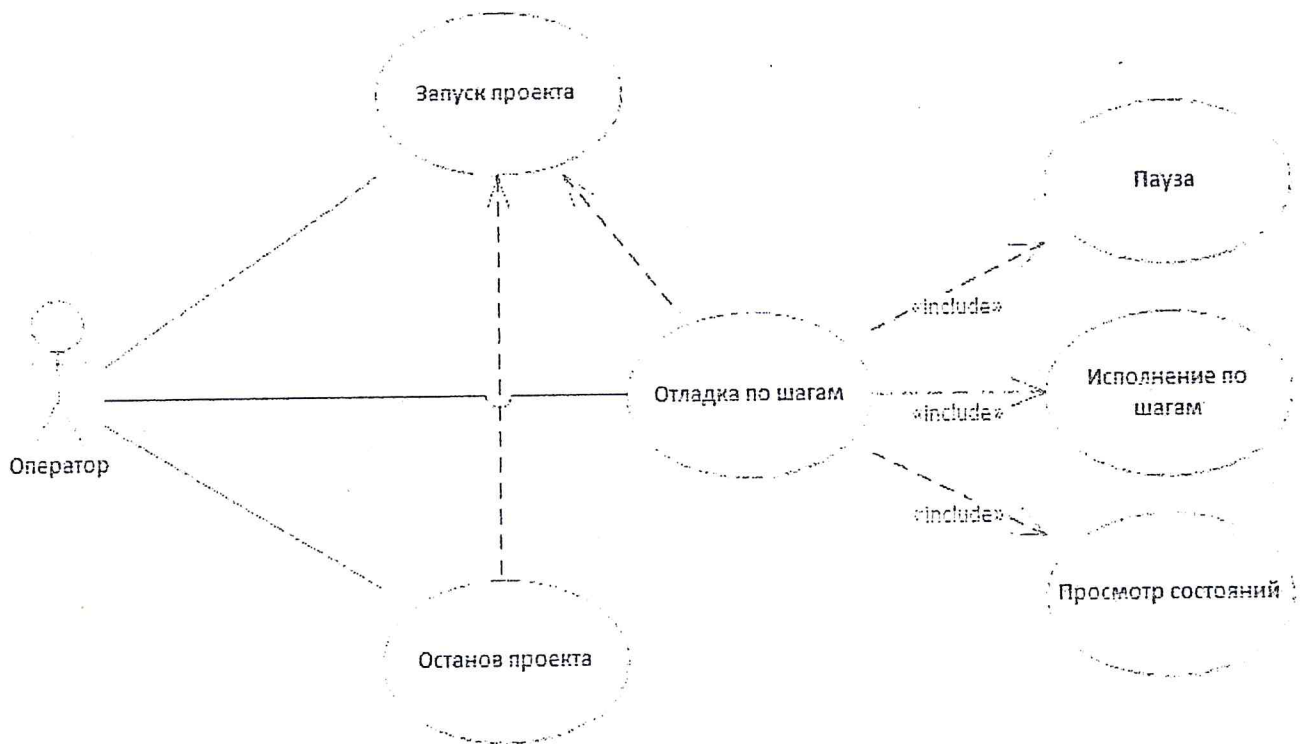 Запуск проекта
Пауза
«include»
Отладка по шагам
Исполнение по
шагам
«include»
Оператор
«include»
Просмотр состояний
Останов проекта